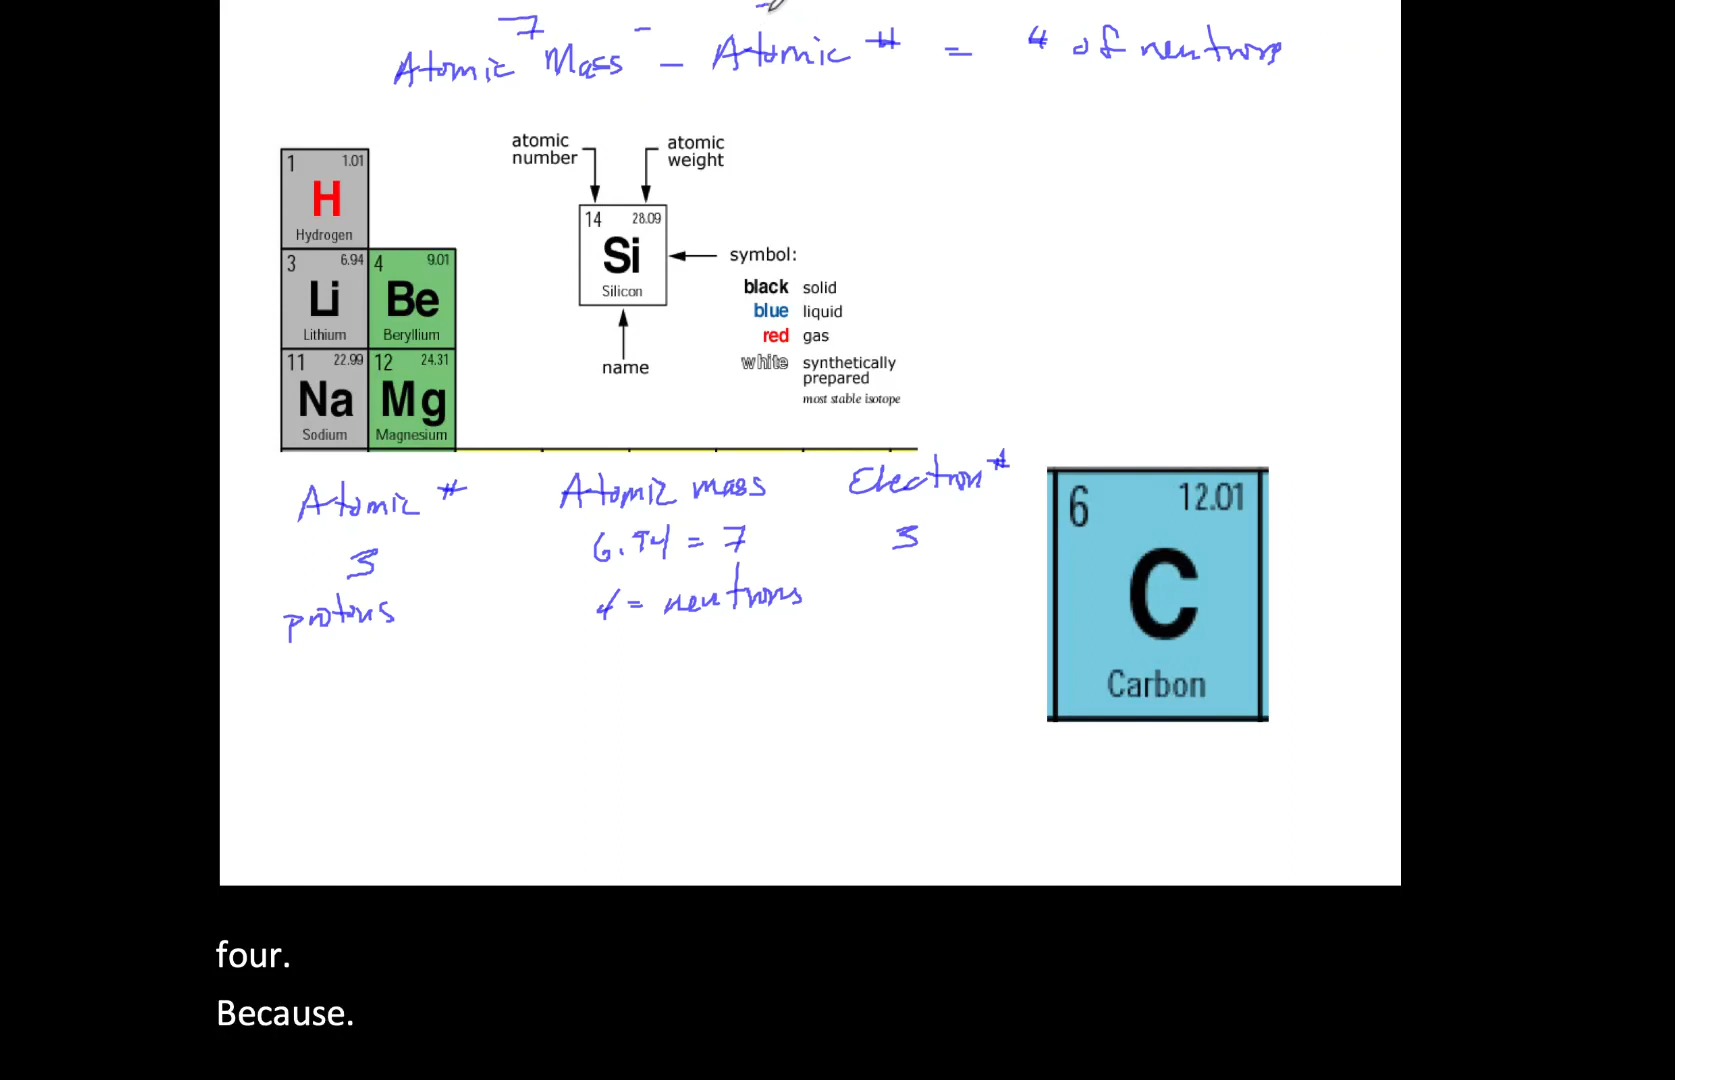 7 -
Atomic Mass - Atomic # = # of neutrons
atomic number
atomic weight
1 1.01
H
Hydrogen
3 6.94
Li
Lithium
4 9.01
Be
Beryllium
11 22.99
Na
Sodium
12 24.31
Mg
Magnesium
14 28.09
Si
Silicon
name
symbol:
black solid
blue liquid
red gas
white synthetically
prepared
most stable isotope
Atomic # Atomic mass Electron #
3 6.94 = 7 3
protons 4 = neutrons
6 12.01
C
Carbon
four.
Because.